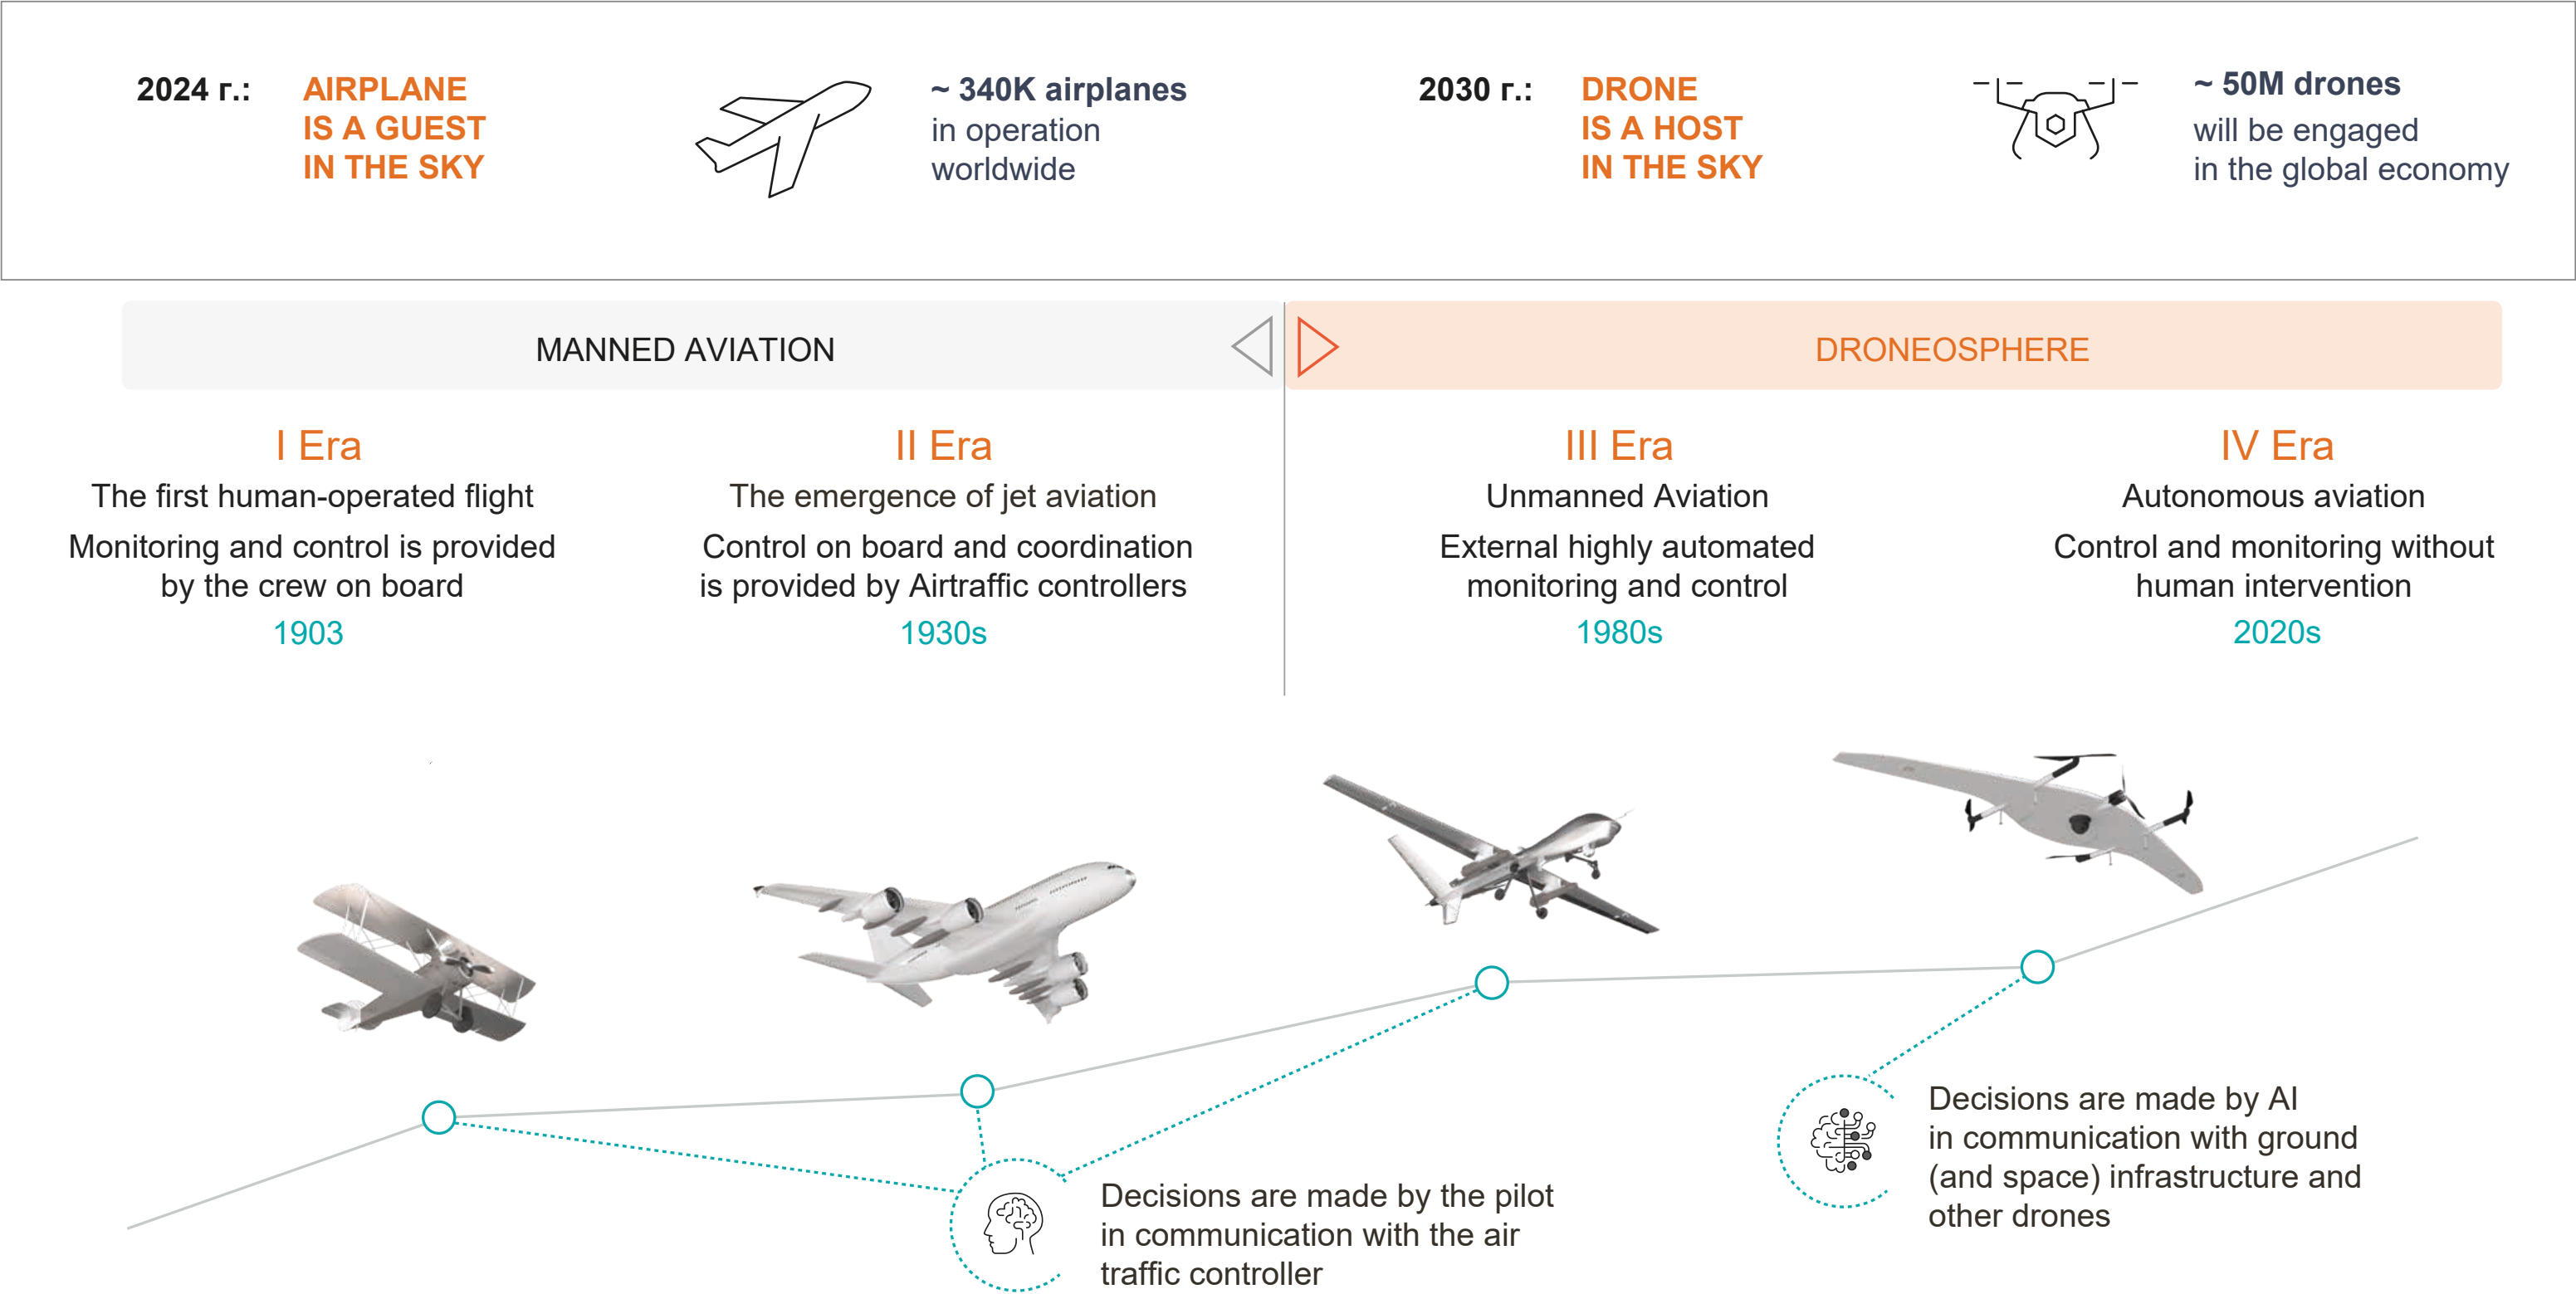 2024 г.:
AIRPLANE
IS A GUEST
IN THE SKY
~ 340K airplanes
in operation
worldwide
2030 г.:
DRONE
IS A HOST
IN THE SKY
~ 50M drones
will be engaged
in the global economy
MANNED AVIATION
DRONEOSPHERE
I Era
The first human-operated flight
Monitoring and control is provided
by the crew on board
1903
II Era
The emergence of jet aviation
Control on board and coordination
is provided by Airtraffic controllers
1930s
III Era
Unmanned Aviation
External highly automated
monitoring and control
1980s
IV Era
Autonomous aviation
Control and monitoring without
human intervention
2020s
Decisions are made by the pilot
in communication with the air
traffic controller
Decisions are made by AI
in communication with ground
(and space) infrastructure and
other drones